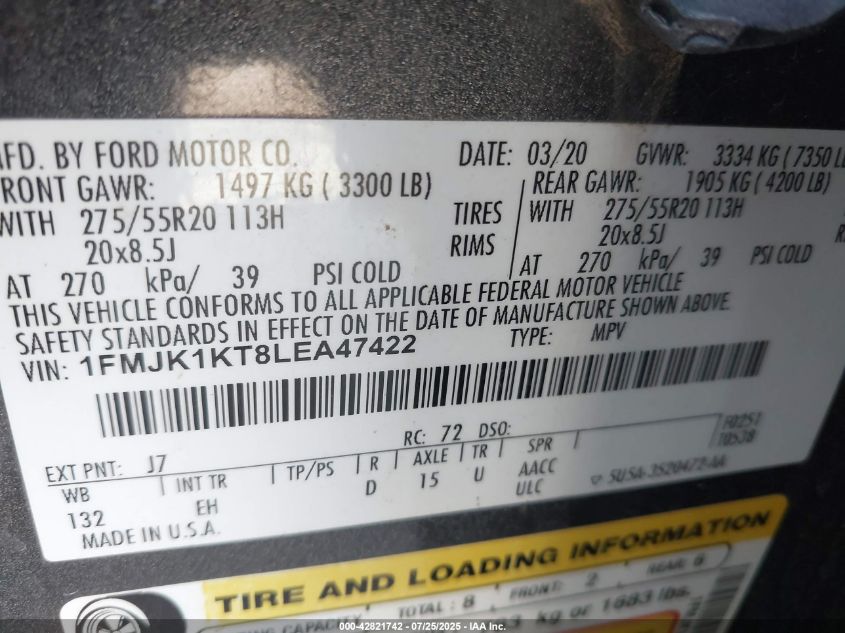 MFD. BY FORD MOTOR CO. DATE: 03/20 GVWR: 3334 KG ( 7350 LB
FRONT GAWR: 1497 KG ( 3300 LB) REAR GAWR: 1905 KG ( 4200 LB)
WITH 275/55R20 113H TIRES WITH 275/55R20 113H
20x8.5J RIMS 20x8.5J
AT 270 kPa/ 39 PSI COLD AT 270 kPa/ 39 PSI COLD
THIS VEHICLE CONFORMS TO ALL APPLICABLE FEDERAL MOTOR VEHICLE
SAFETY STANDARDS IN EFFECT ON THE DATE OF MANUFACTURE SHOWN ABOVE.
VIN: 1FMJK1KT8LEA47422 TYPE: MPV
F0251
RC: 72 DSO: T0538
EXT PNT: J7
WB INT TR TP/PS R AXLE TR SPR
132 EH D 15 U AACC
ULC
MADE IN U.S.A.
TIRE AND LOADING INFORMATION
TOTAL : 8 FRONT : 2 REAR: 6
kg or 1683 lbs.
000-42821742 - 07/25/2025 - IAA Inc.